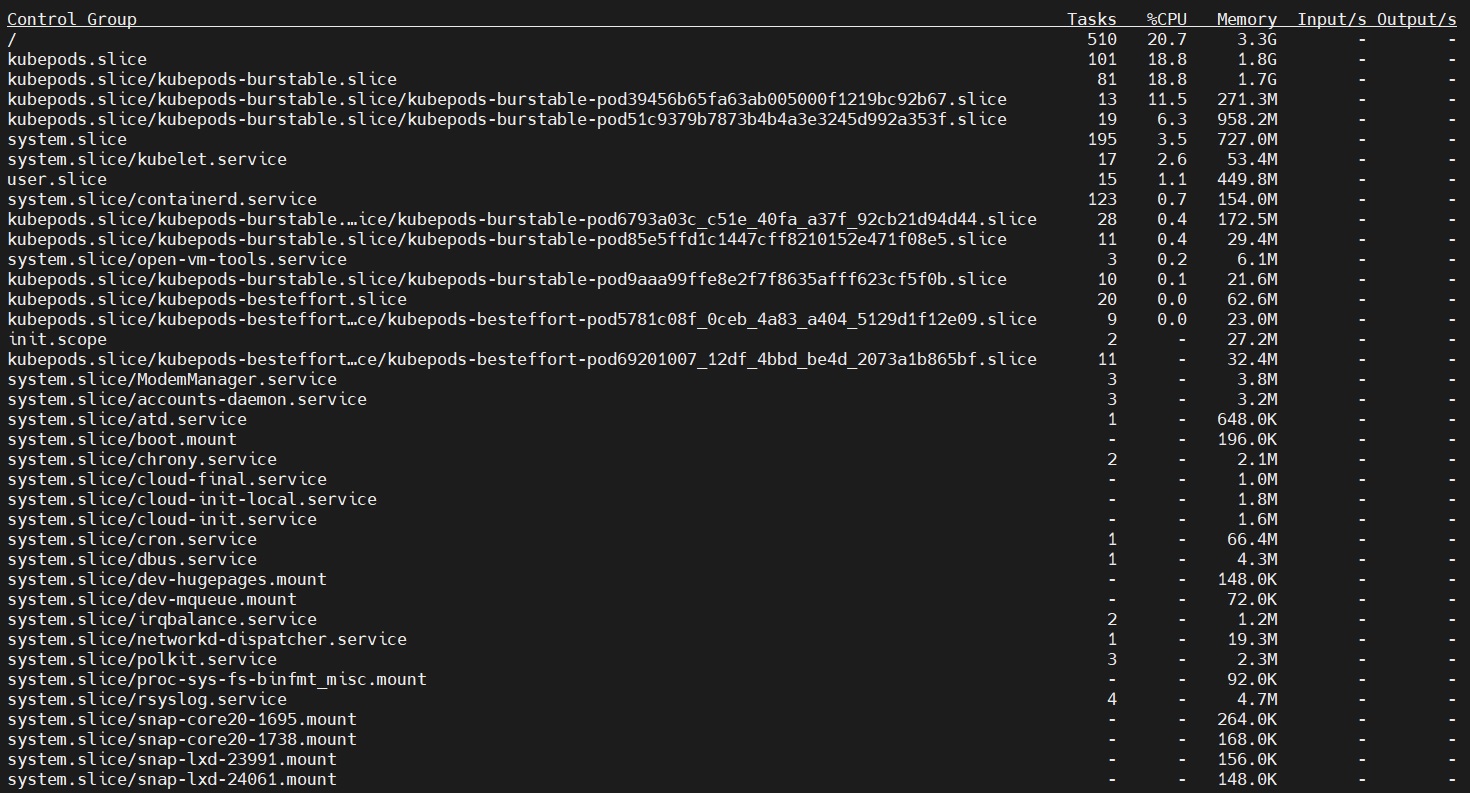 Control Group Tasks %CPU Memory Input/s Output/s
/ 510 20.7 3.3G - -
kubepods.slice 101 18.8 1.8G - -
kubepods.slice/kubepods-burstable.slice 81 18.8 1.7G - -
kubepods.slice/kubepods-burstable.slice/kubepods-burstable-pod39456b65fa63ab005000f1219bc92b67.slice 13 11.5 271.3M - -
kubepods.slice/kubepods-burstable.slice/kubepods-burstable-pod51c9379b7873b4b4a3e3245d992a353f.slice 19 6.3 958.2M - -
system.slice 195 3.5 727.0M - -
system.slice/kubelet.service 17 2.6 53.4M - -
user.slice 15 1.1 449.8M - -
system.slice/containerd.service 123 0.7 154.0M - -
kubepods.slice/kubepods-burstable.…ice/kubepods-burstable-pod6793a03c_c51e_40fa_a37f_92cb21d94d44.slice 28 0.4 172.5M - -
kubepods.slice/kubepods-burstable.slice/kubepods-burstable-pod85e5ffd1c1447cff8210152e471f08e5.slice 11 0.4 29.4M - -
system.slice/open-vm-tools.service 3 0.2 6.1M - -
kubepods.slice/kubepods-burstable.slice/kubepods-burstable-pod9aaa99ffe8e2f7f8635afff623cf5f0b.slice 10 0.1 21.6M - -
kubepods.slice/kubepods-besteffort.slice 20 0.0 62.6M - -
kubepods.slice/kubepods-besteffort…ce/kubepods-besteffort-pod5781c08f_0ceb_4a83_a404_5129d1f12e09.slice 9 0.0 23.0M - -
init.scope 2 - 27.2M - -
kubepods.slice/kubepods-besteffort…ce/kubepods-besteffort-pod69201007_12df_4bbd_be4d_2073a1b865bf.slice 11 - 32.4M - -
system.slice/ModemManager.service 3 - 3.8M - -
system.slice/accounts-daemon.service 3 - 3.2M - -
system.slice/atd.service 1 - 648.0K - -
system.slice/boot.mount - - 196.0K - -
system.slice/chrony.service 2 - 2.1M - -
system.slice/cloud-final.service - - 1.0M - -
system.slice/cloud-init-local.service - - 1.8M - -
system.slice/cloud-init.service - - 1.6M - -
system.slice/cron.service 1 - 66.4M - -
system.slice/dbus.service 1 - 4.3M - -
system.slice/dev-hugepages.mount - - 148.0K - -
system.slice/dev-mqueue.mount - - 72.0K - -
system.slice/irqbalance.service 2 - 1.2M - -
system.slice/networkd-dispatcher.service 1 - 19.3M - -
system.slice/polkit.service 3 - 2.3M - -
system.slice/proc-sys-fs-binfmt_misc.mount - - 92.0K - -
system.slice/rsyslog.service 4 - 4.7M - -
system.slice/snap-core20-1695.mount - - 264.0K - -
system.slice/snap-core20-1738.mount - - 168.0K - -
system.slice/snap-lxd-23991.mount - - 156.0K - -
system.slice/snap-lxd-24061.mount - - 148.0K - -